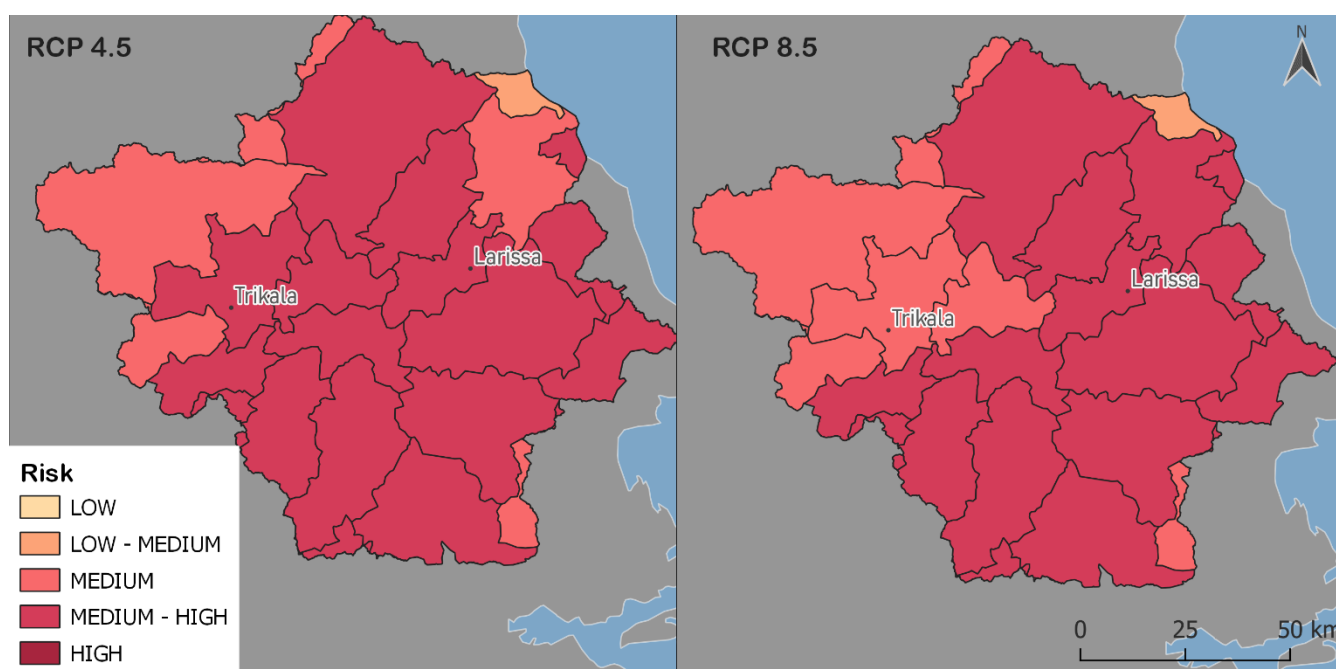 RCP 4.5
RCP 8.5
N
Larissa
Trikala
Larissa
Trikala
Risk
LOW
LOW - MEDIUM
MEDIUM
MEDIUM - HIGH
HIGH
0 25 50 km